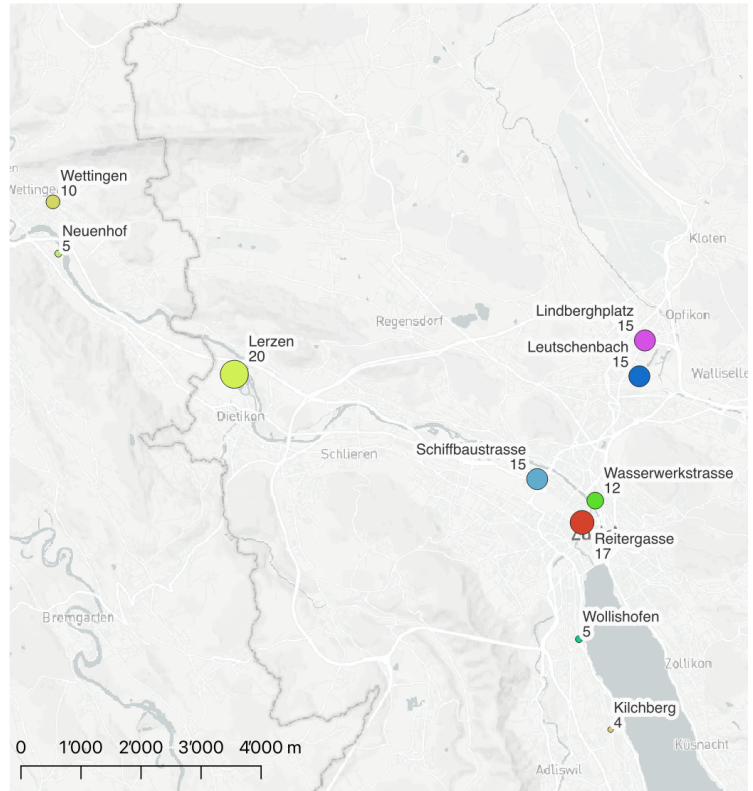 Wettingen
10
Neuenhof
5
Kloten
Lindberghplatz
15
Opfikon
Regensdorf
Leutschenbach
15
Lerzen
20
Dietikon
Schlieren
Schiffbaustrasse
15
Wasserwerkstrasse
12
Reitergasse
17
Bremgarten
Wollishofen
5
Zollikon
Kilchberg
4
Küsnacht
Adliswil
0 1'000 2'000 3'000 4'000 m